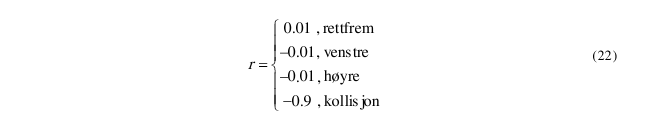 0.01 , rettfrem
−0.01, venstre
r = (22)
−0.01, høyre
−0.9 , kollisjon